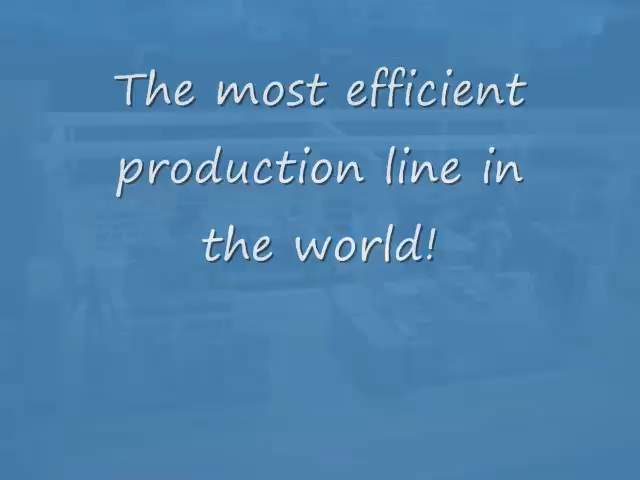 The most efficient
production line in
the world!